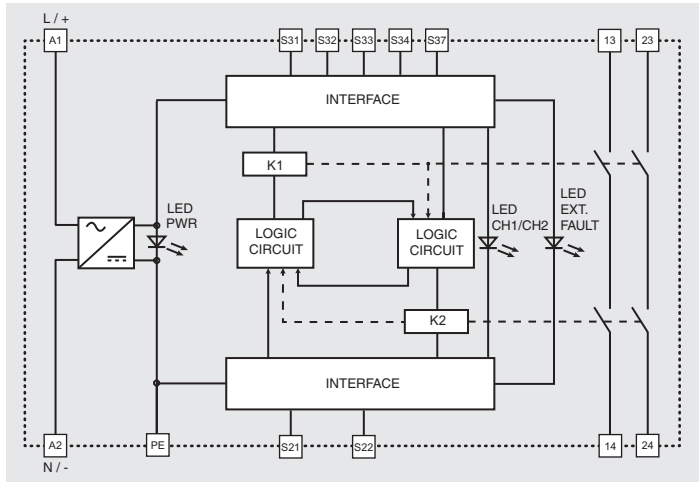 L / +
A1
S31
S32
S33
S34
S37
13
23
INTERFACE
K1
LED
PWR
LOGIC
CIRCUIT
LOGIC
CIRCUIT
LED
CH1/CH2
LED
EXT.
FAULT
K2
INTERFACE
A2
PE
S21
S22
14
24
N / -